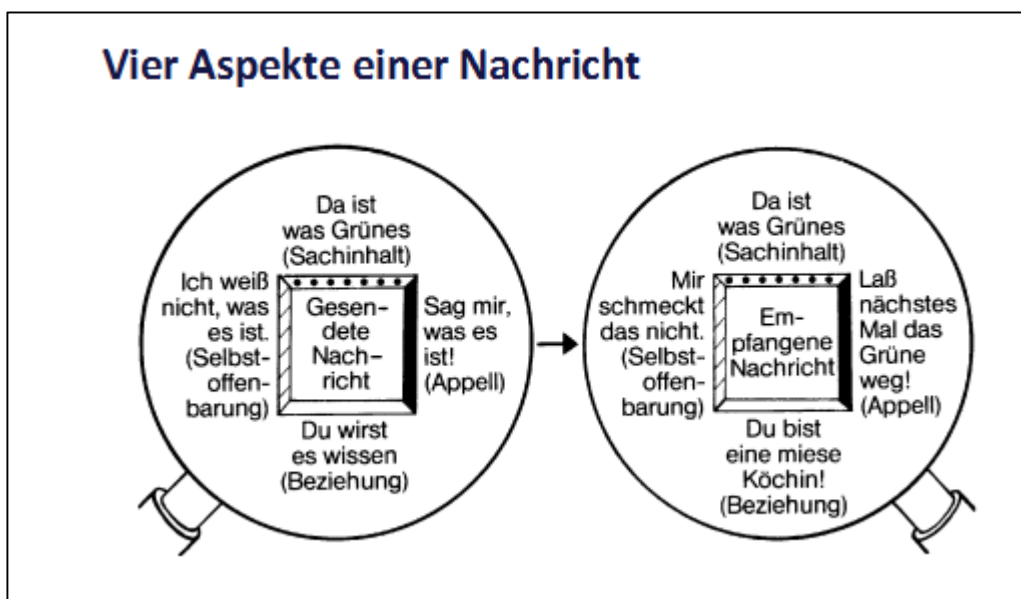 Vier Aspekte einer Nachricht
Da ist
was Grünes
(Sachinhalt)
Ich weiß
nicht, was
es ist.
(Selbst-
offen-
barung)
Gesen-
dete
Nach-
richt
Sag mir,
was es
ist!
(Appell)
Du wirst
es wissen
(Beziehung)
Da ist
was Grünes
(Sachinhalt)
Mir
schmeckt
das nicht.
(Selbst-
offen-
barung)
Em-
pfangene
Nachricht
Laß
nächstes
Mal das
Grüne
weg!
(Appell)
Du bist
eine miese
Köchin!
(Beziehung)